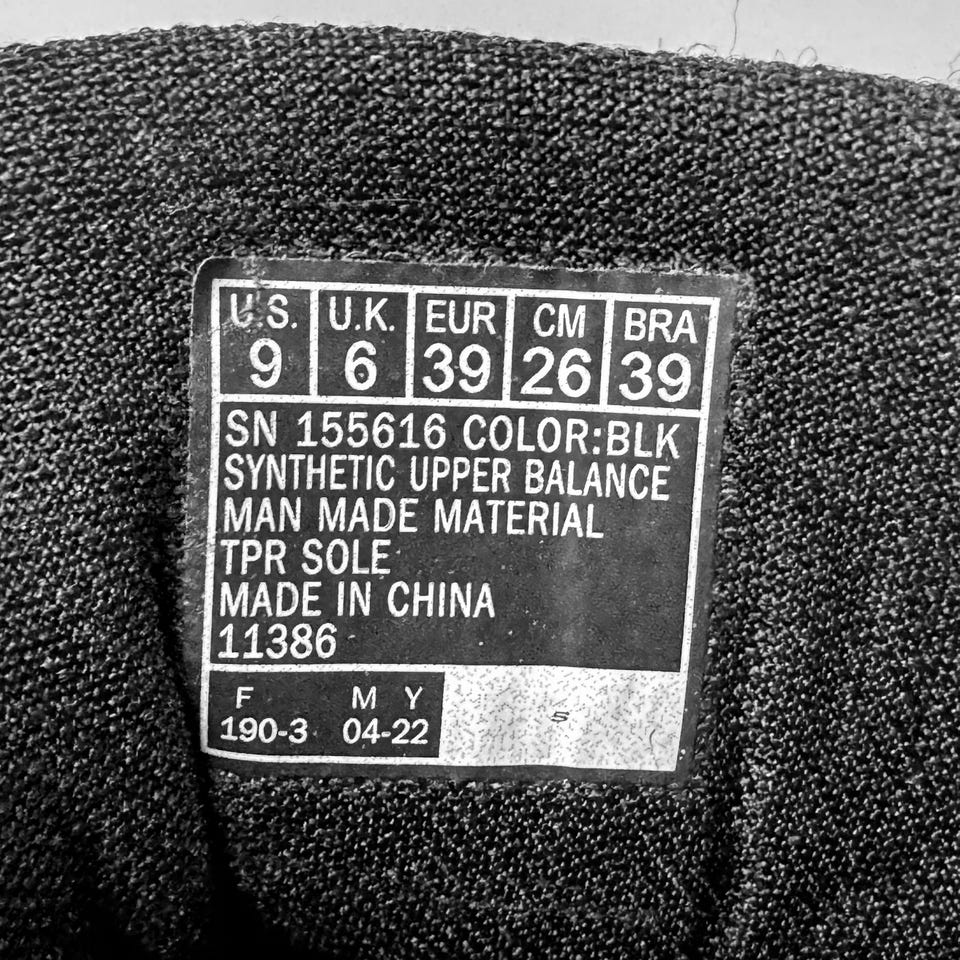 U.S. U.K. EUR CM BRA
9 6 39 26 39
SN 155616 COLOR:BLK
SYNTHETIC UPPER BALANCE
MAN MADE MATERIAL
TPR SOLE
MADE IN CHINA
11386
F M Y
190-3 04-22
5